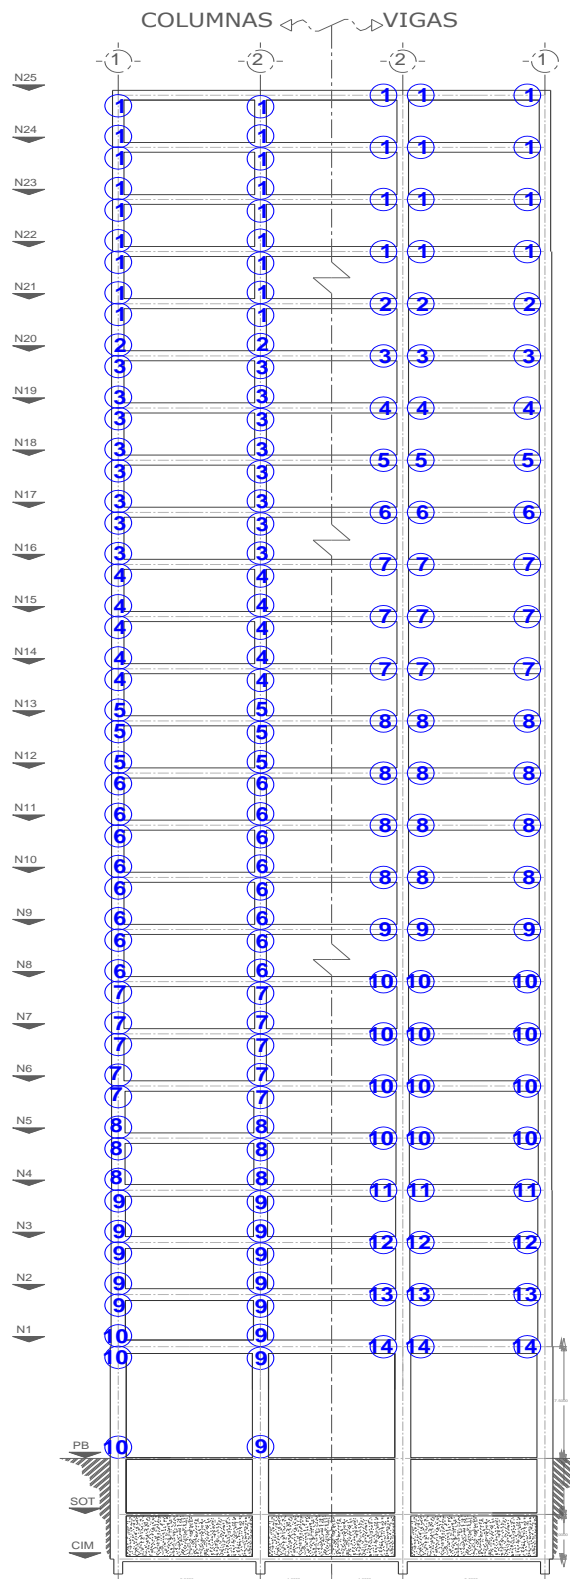 COLUMNAS VIGAS
1 2 2 1
N25
1 1 1
1 1
N24 1 1
1 1 1
1 1
N23 1 1
1 1 1
1 1
N22 1 1
1 1 1
1 1
N21 1 1
2 2 2
1 1
N20 2 2
3 3 3
3 3
N19 3 3
4 4 4
3 3
N18 3 3
5 5 5
3 3
N17 3 3
6 6 6
3 3
N16 3 3
7 7 7
4 4
N15 4 4
7 7 7
4 4
N14 4 4
7 7 7
4 4
N13 5 5
8 8 8
5 5
N12 5 5
8 8 8
6 6
N11 6 6
8 8 8
6 6
N10 6 6
8 8 8
6 6
N9 6 6
9 9 9
6 6
N8 6 6
10 10 10
7 7
N7 7 7
10 10 10
7 7
N6 7 7
10 10 10
7 7
N5 8 8
10 10 10
8 8
N4 8 8
11 11 11
9 9
N3 9 9
12 12 12
9 9
N2 9 9
13 13 13
9 9
N1 10 9
14 14 14
10 9
PB 10 9
SOT
CIM